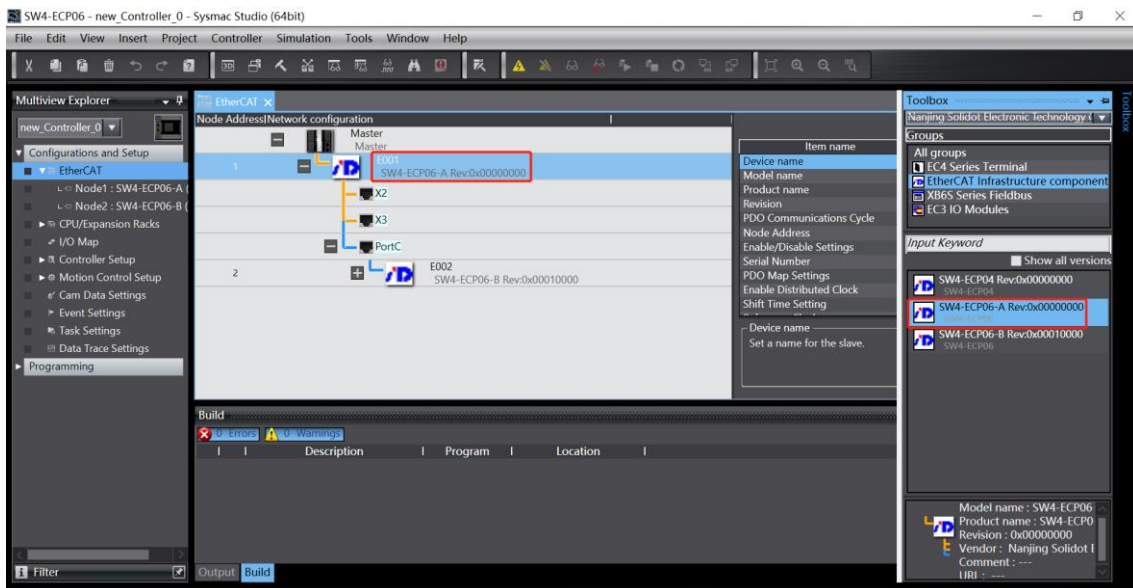 SW4-ECP06 - new_Controller_0 - Sysmac Studio (64bit)
File Edit View Insert Project Controller Simulation Tools Window Help
Multiview Explorer
new_Controller_0
Configurations and Setup
EtherCAT
Node1 : SW4-ECP06-A (
Node2 : SW4-ECP06-B (
CPU/Expansion Racks
I/O Map
Controller Setup
Motion Control Setup
Cam Data Settings
Event Settings
Task Settings
Data Trace Settings
Programming
Filter
EtherCAT
Node Address|Network configuration
Master
Master
1
E001
SW4-ECP06-A Rev:0x00000000
X2
X3
PortC
2
E002
SW4-ECP06-B Rev:0x00010000
Item name
Device name
Model name
Product name
Revision
PDO Communications Cycle
Node Address
Enable/Disable Settings
Serial Number
PDO Map Settings
Enable Distributed Clock
Shift Time Setting
Device name
Set a name for the slave.
Build
0 Errors 0 Warnings
Description Program Location
Output Build
Toolbox
Nanjing Solidot Electronic Technology (
Groups
All groups
EC4 Series Terminal
EtherCAT Infrastructure component
XB6S Series Fieldbus
EC3 IO Modules
Input Keyword
Show all versions
SW4-ECP04 Rev:0x00000000
SW4-ECP04
SW4-ECP06-A Rev:0x00000000
SW4-ECP06
SW4-ECP06-B Rev:0x00010000
SW4-ECP06
Model name : SW4-ECP06
Product name : SW4-ECP0
Revision : 0x00000000
Vendor : Nanjing Solidot E
Comment : ---
URL : ---
Toolbox